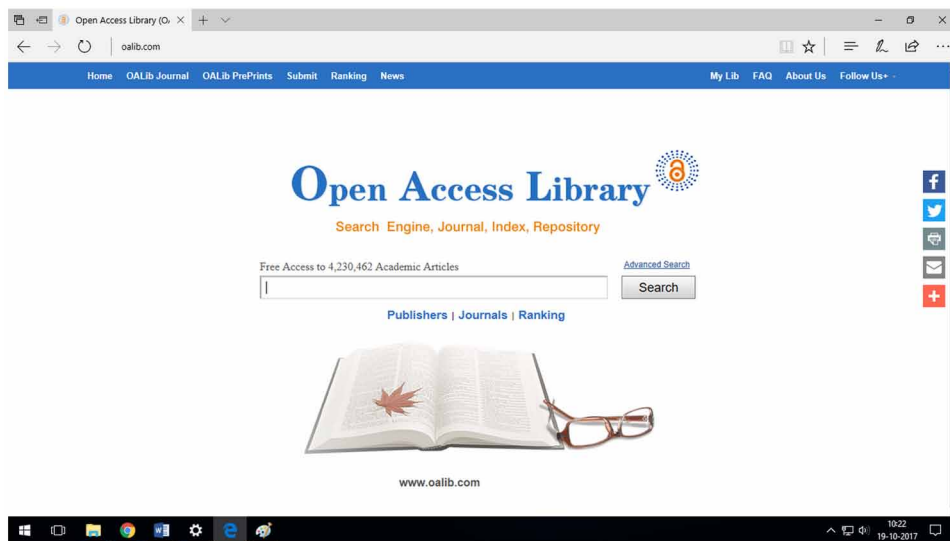 Open Access Library (O
oalib.com
Home OALib Journal OALib PrePrints Submit Ranking News My Lib FAQ About Us Follow Us+
Open Access Library
Search Engine, Journal, Index, Repository
Free Access to 4,230,462 Academic Articles Advanced Search
Search
Publishers | Journals | Ranking
www.oalib.com
10:22
19-10-2017